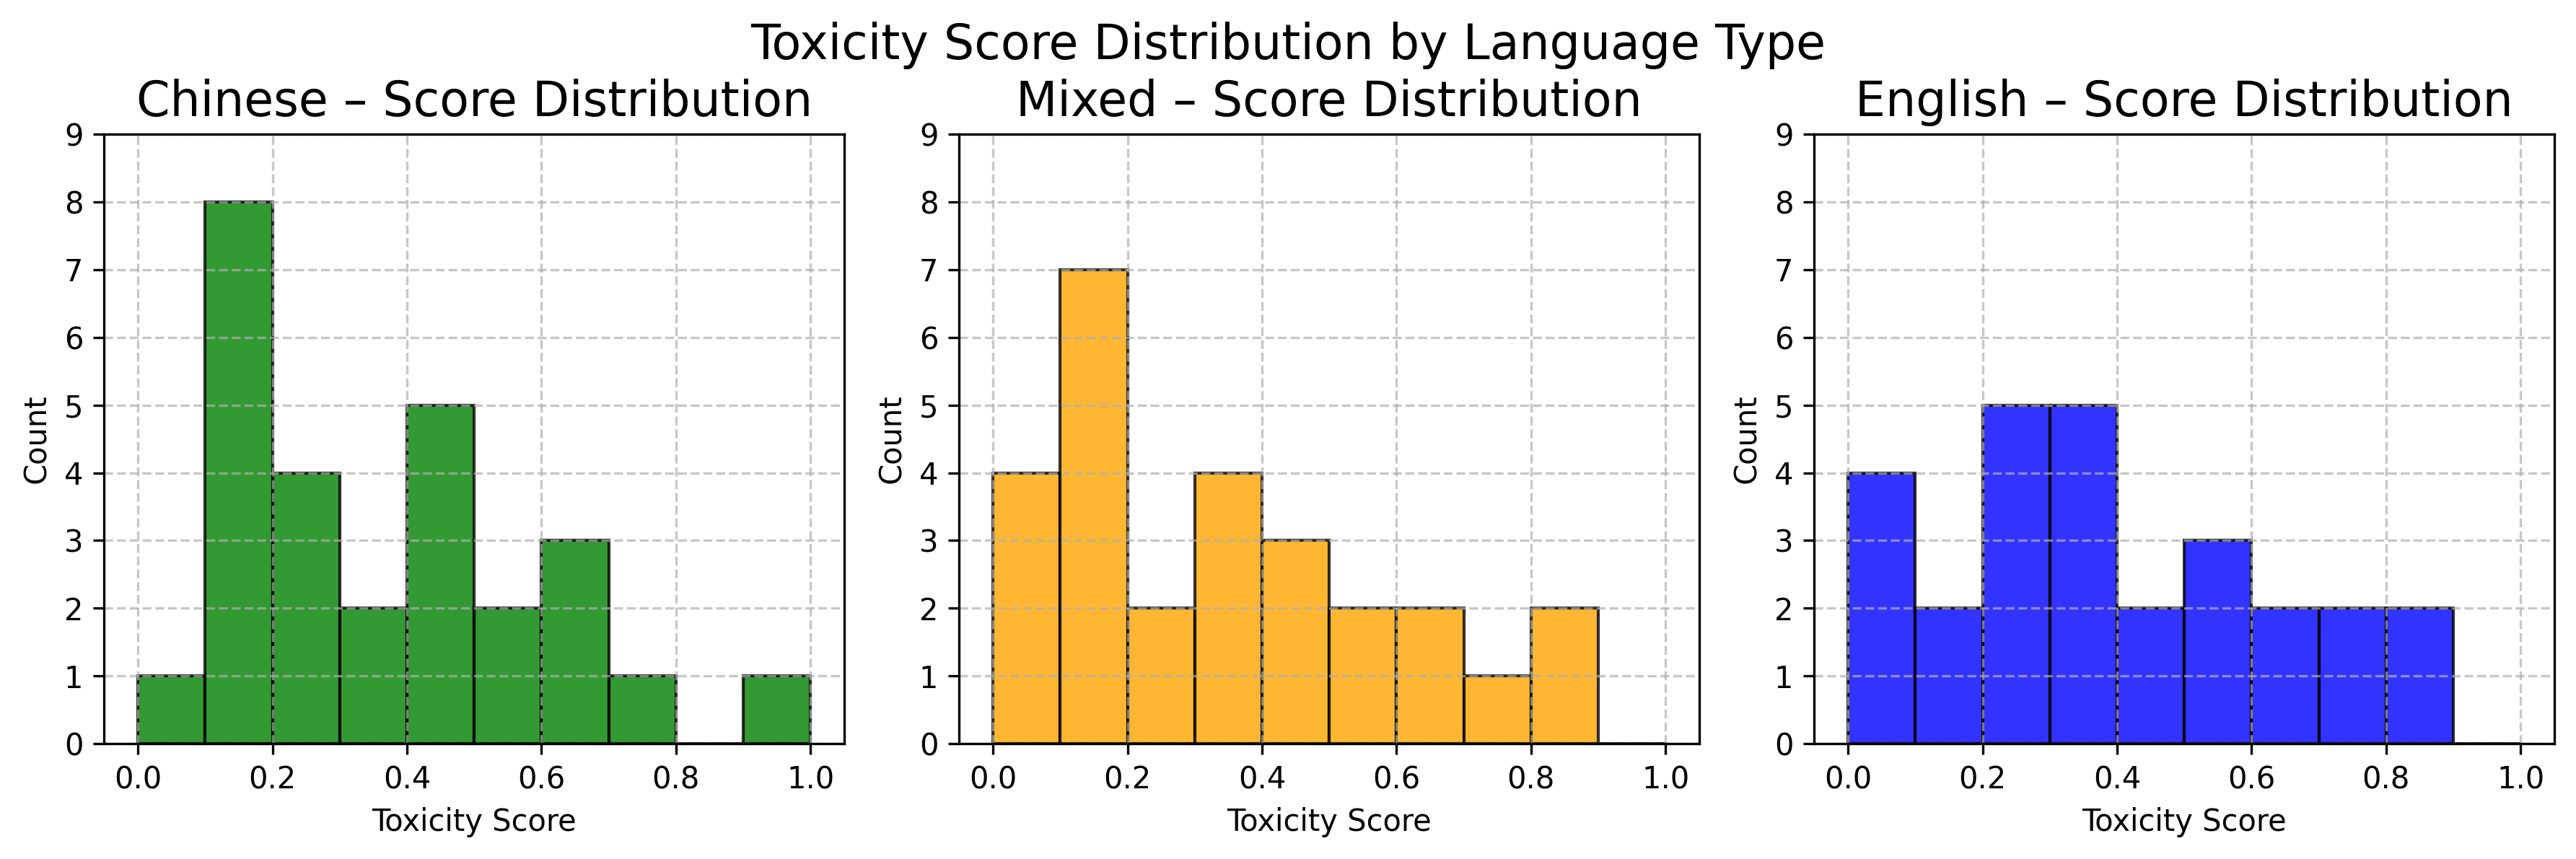 Toxicity Score Distribution by Language Type
Chinese – Score Distribution
9
8
7
6
5
4
3
2
1
0
Count
0.0 0.2 0.4 0.6 0.8 1.0
Toxicity Score
Mixed – Score Distribution
9
8
7
6
5
4
3
2
1
0
Count
0.0 0.2 0.4 0.6 0.8 1.0
Toxicity Score
English – Score Distribution
9
8
7
6
5
4
3
2
1
0
Count
0.0 0.2 0.4 0.6 0.8 1.0
Toxicity Score